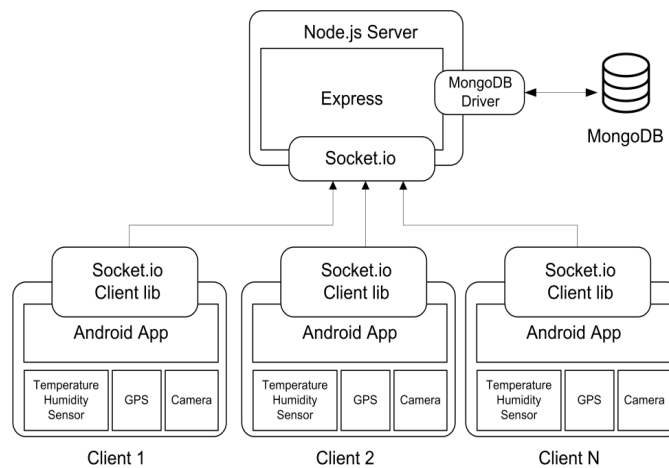 Node.js Server
Express
MongoDB
Driver
MongoDB
Socket.io
Socket.io
Client lib
Android App
Temperature
Humidity
Sensor
GPS
Camera
Client 1
Socket.io
Client lib
Android App
Temperature
Humidity
Sensor
GPS
Camera
Client 2
Socket.io
Client lib
Android App
Temperature
Humidity
Sensor
GPS
Camera
Client N